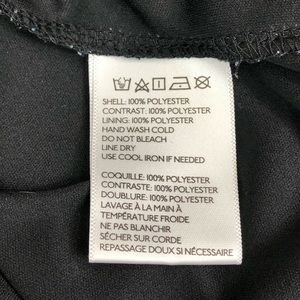 SHELL: 100% POLYESTER
CONTRAST: 100% POLYESTER
LINING: 100% POLYESTER
HAND WASH COLD
DO NOT BLEACH
LINE DRY
USE COOL IRON IF NEEDED
COQUILLE: 100% POLYESTER
CONTRASTE: 100% POLYESTER
DOUBLURE: 100% POLYESTER
LAVAGE À LA MAIN À
TEMPÉRATURE FROIDE
NE PAS BLANCHIR
SÉCHER SUR CORDE
REPASSAGE DOUX SI NÉCESSAIRE